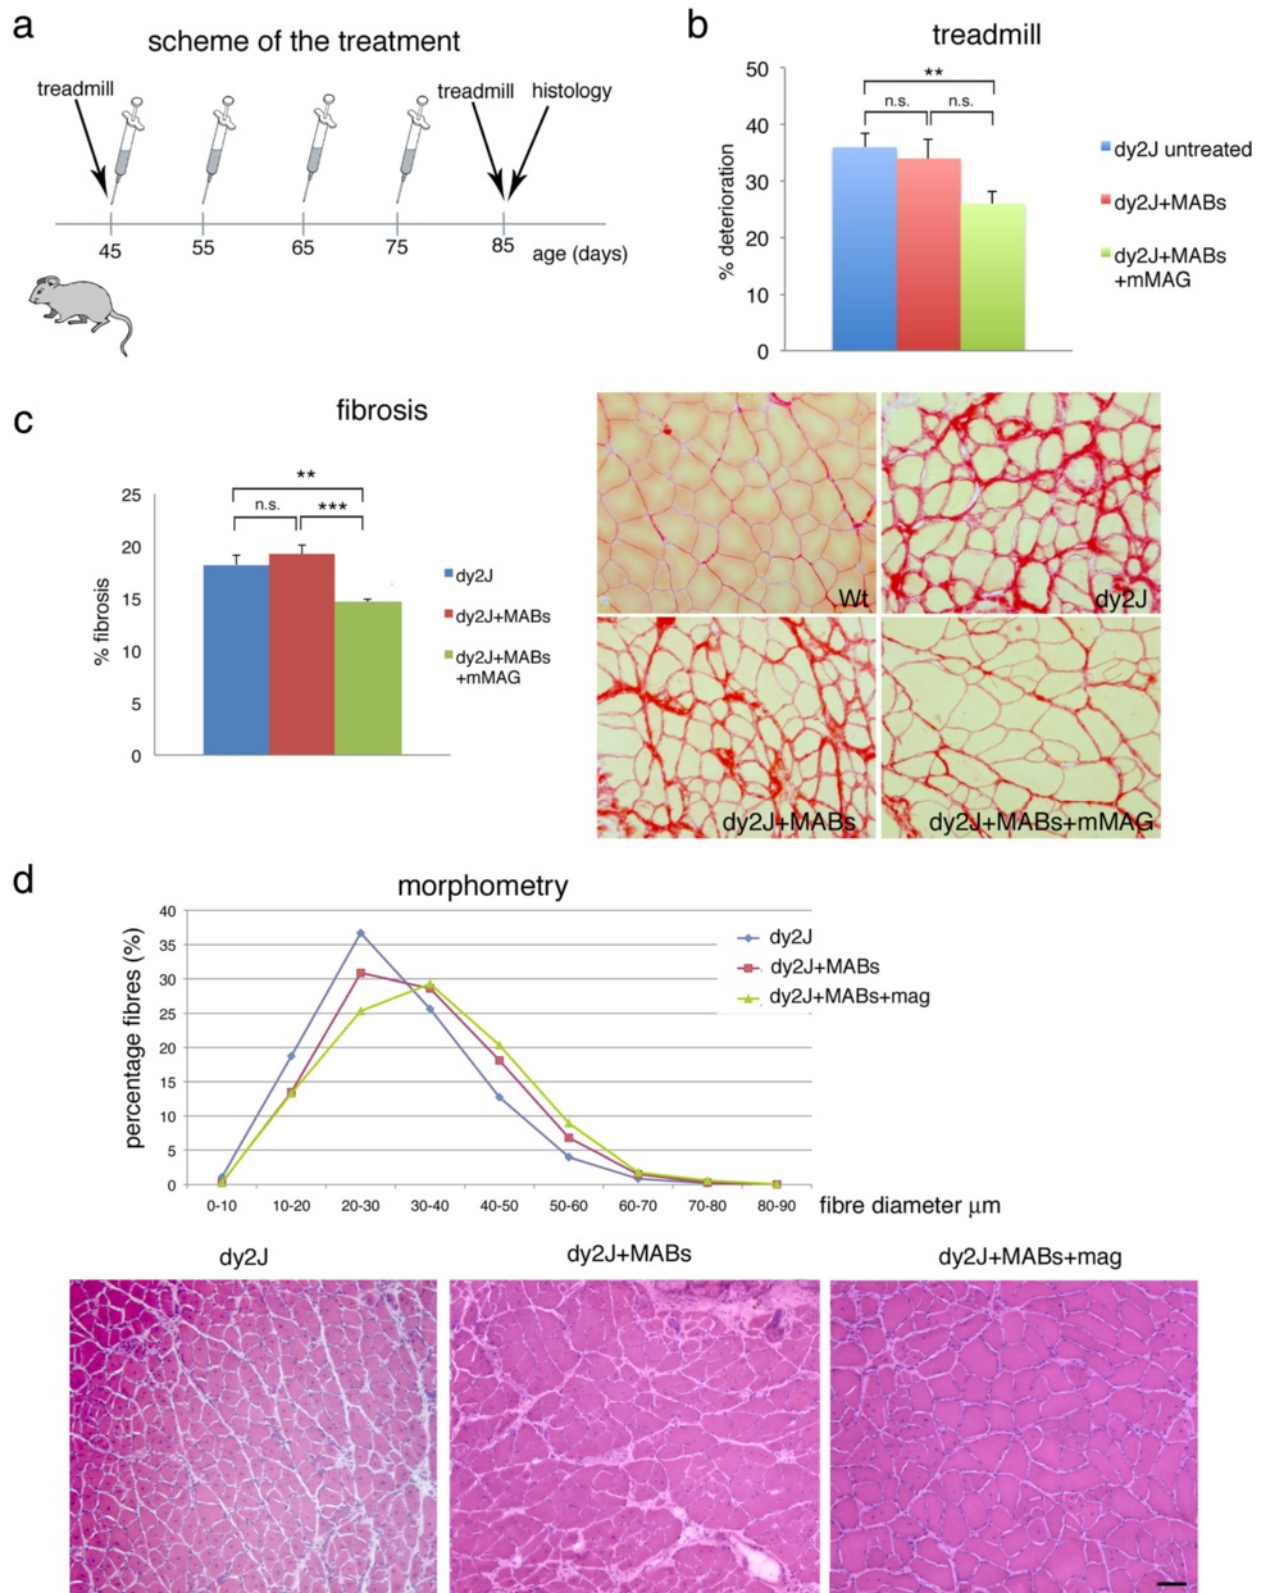 a
scheme of the treatment
treadmill
treadmill
histology
45
55
65
75
85
age (days)
b
treadmill
50
40
30
20
10
0
% deterioration
**
n.s.
n.s.
dy2J untreated
dy2J+MABs
dy2J+MABs
+mMAG
c
fibrosis
25
20
15
10
5
0
% fibrosis
**
n.s.
***
dy2J
dy2J+MABs
dy2J+MABs
+mMAG
Wt
dy2J
dy2J+MABs
dy2J+MABs+mMAG
d
morphometry
40
35
30
25
20
15
10
5
0
percentage fibres (%)
dy2J
dy2J+MABs
dy2J+MABs+mag
0-10
10-20
20-30
30-40
40-50
50-60
60-70
70-80
80-90
fibre diameter µm
dy2J
dy2J+MABs
dy2J+MABs+mag